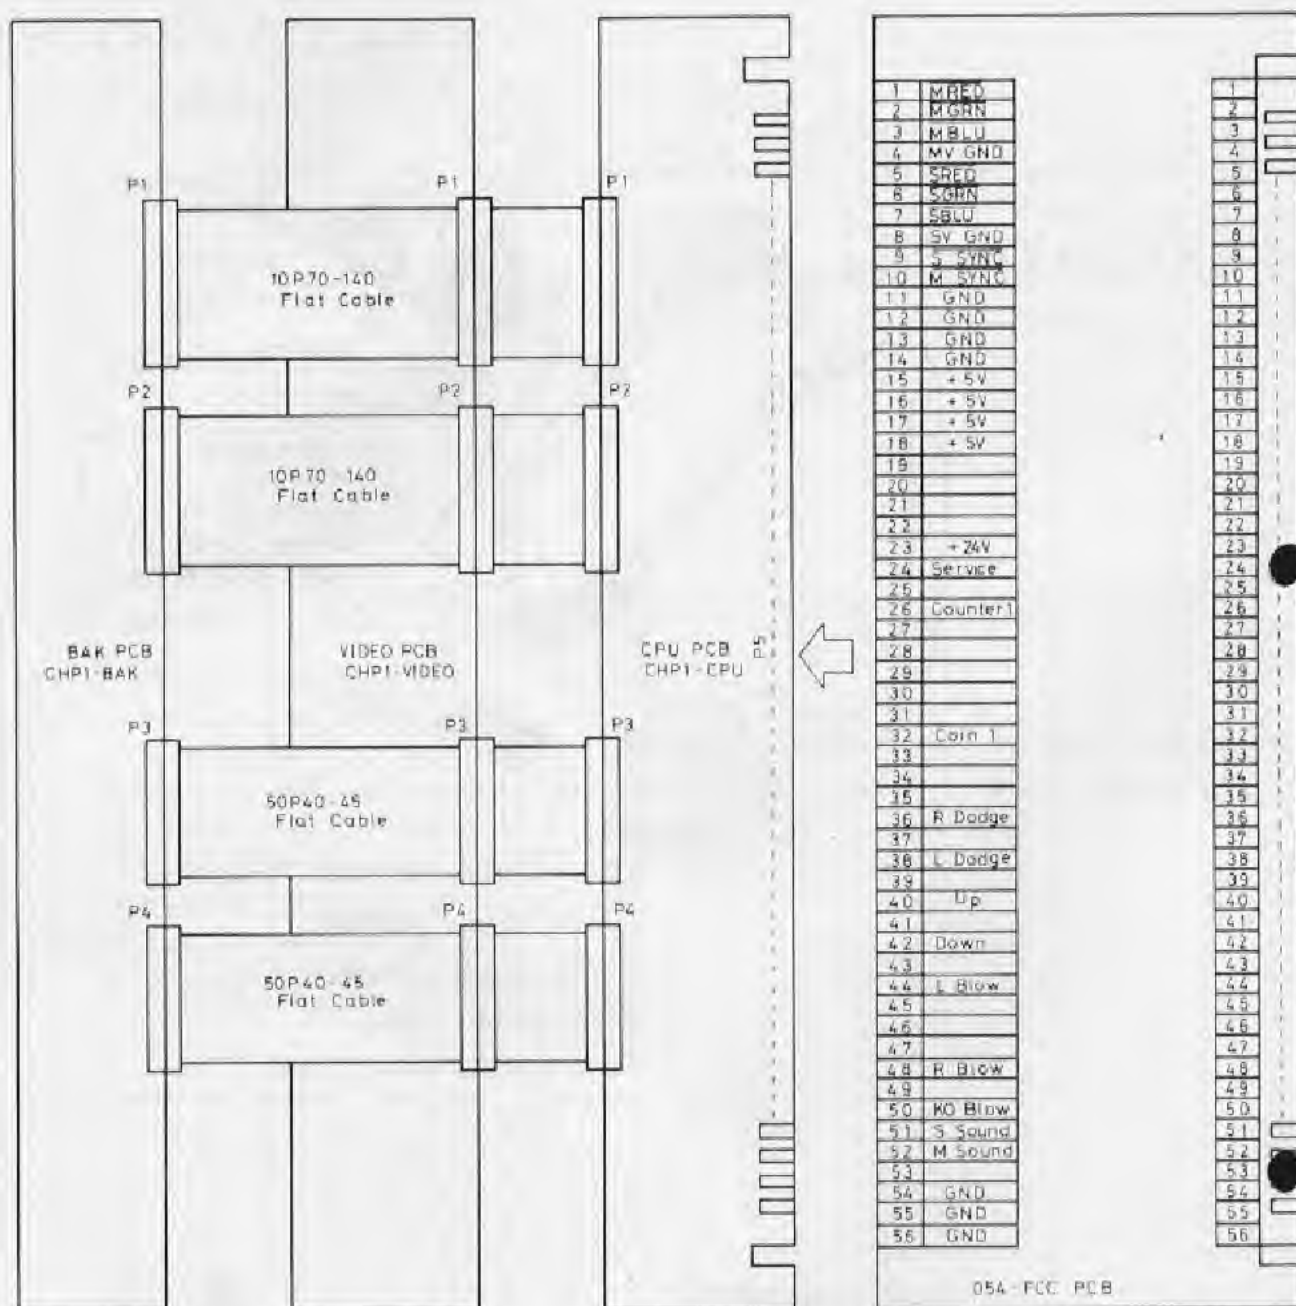 P1
P1
P1
10P70-140
Flat Cable
P2
P2
P2
10P70-140
Flat Cable
BAK PCB
CHP1-BAK
VIDEO PCB
CHP1-VIDEO
CPU PCB
CHP1-CPU
P5
P3
P3
P3
50P40-45
Flat Cable
P4
P4
P4
50P40-45
Flat Cable
1 MRED
2 MGRN
3 MBLU
4 MV GND
5 SRED
6 SGRN
7 SBLU
8 SV GND
9 S SYNC
10 M SYNC
11 GND
12 GND
13 GND
14 GND
15 +5V
16 +5V
17 +5V
18 +5V
19
20
21
22
23 +24V
24 Service
25
26 Counter1
27
28
29
30
31
32 Coin 1
33
34
35
36 R Dodge
37
38 L Dodge
39
40 Up
41
42 Down
43
44 L Blow
45
46
47
48 R Blow
49
50 KO Blow
51 S Sound
52 M Sound
53
54 GND
55 GND
56 GND
1
2
3
4
5
6
7
8
9
10
11
12
13
14
15
16
17
18
19
20
21
22
23
24
25
26
27
28
29
30
31
32
33
34
35
36
37
38
39
40
41
42
43
44
45
46
47
48
49
50
51
52
53
54
55
56
054-FCC PCB